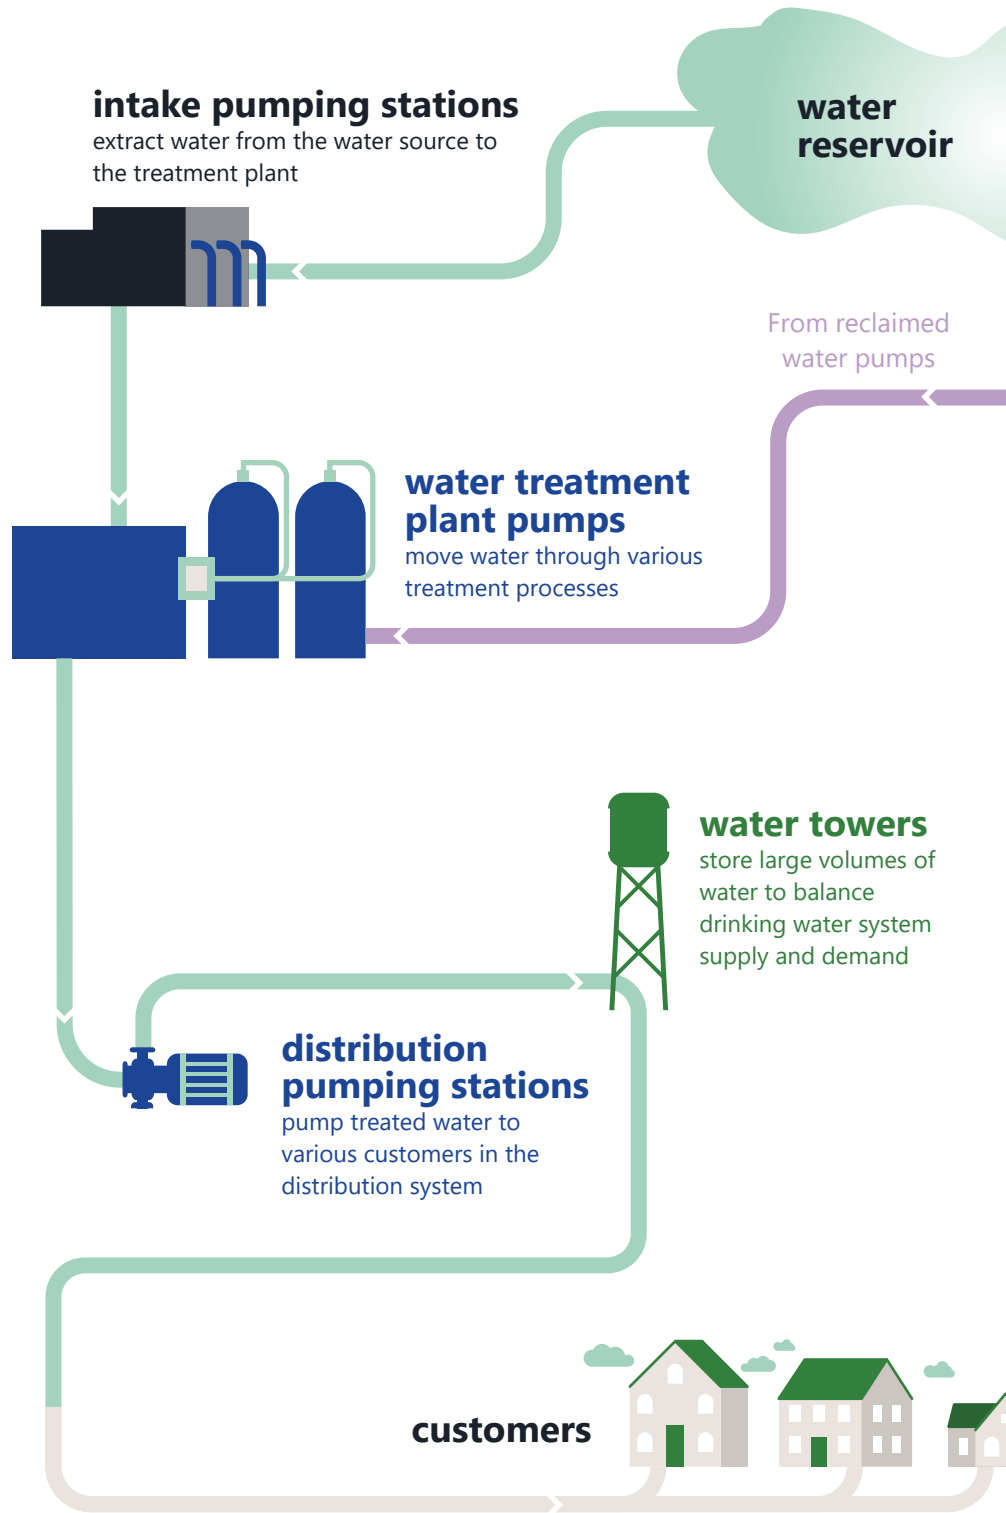 intake pumping stations
extract water from the water source to
the treatment plant
water
reservoir
From reclaimed
water pumps
water treatment
plant pumps
move water through various
treatment processes
water towers
store large volumes of
water to balance
drinking water system
supply and demand
distribution
pumping stations
pump treated water to
various customers in the
distribution system
customers